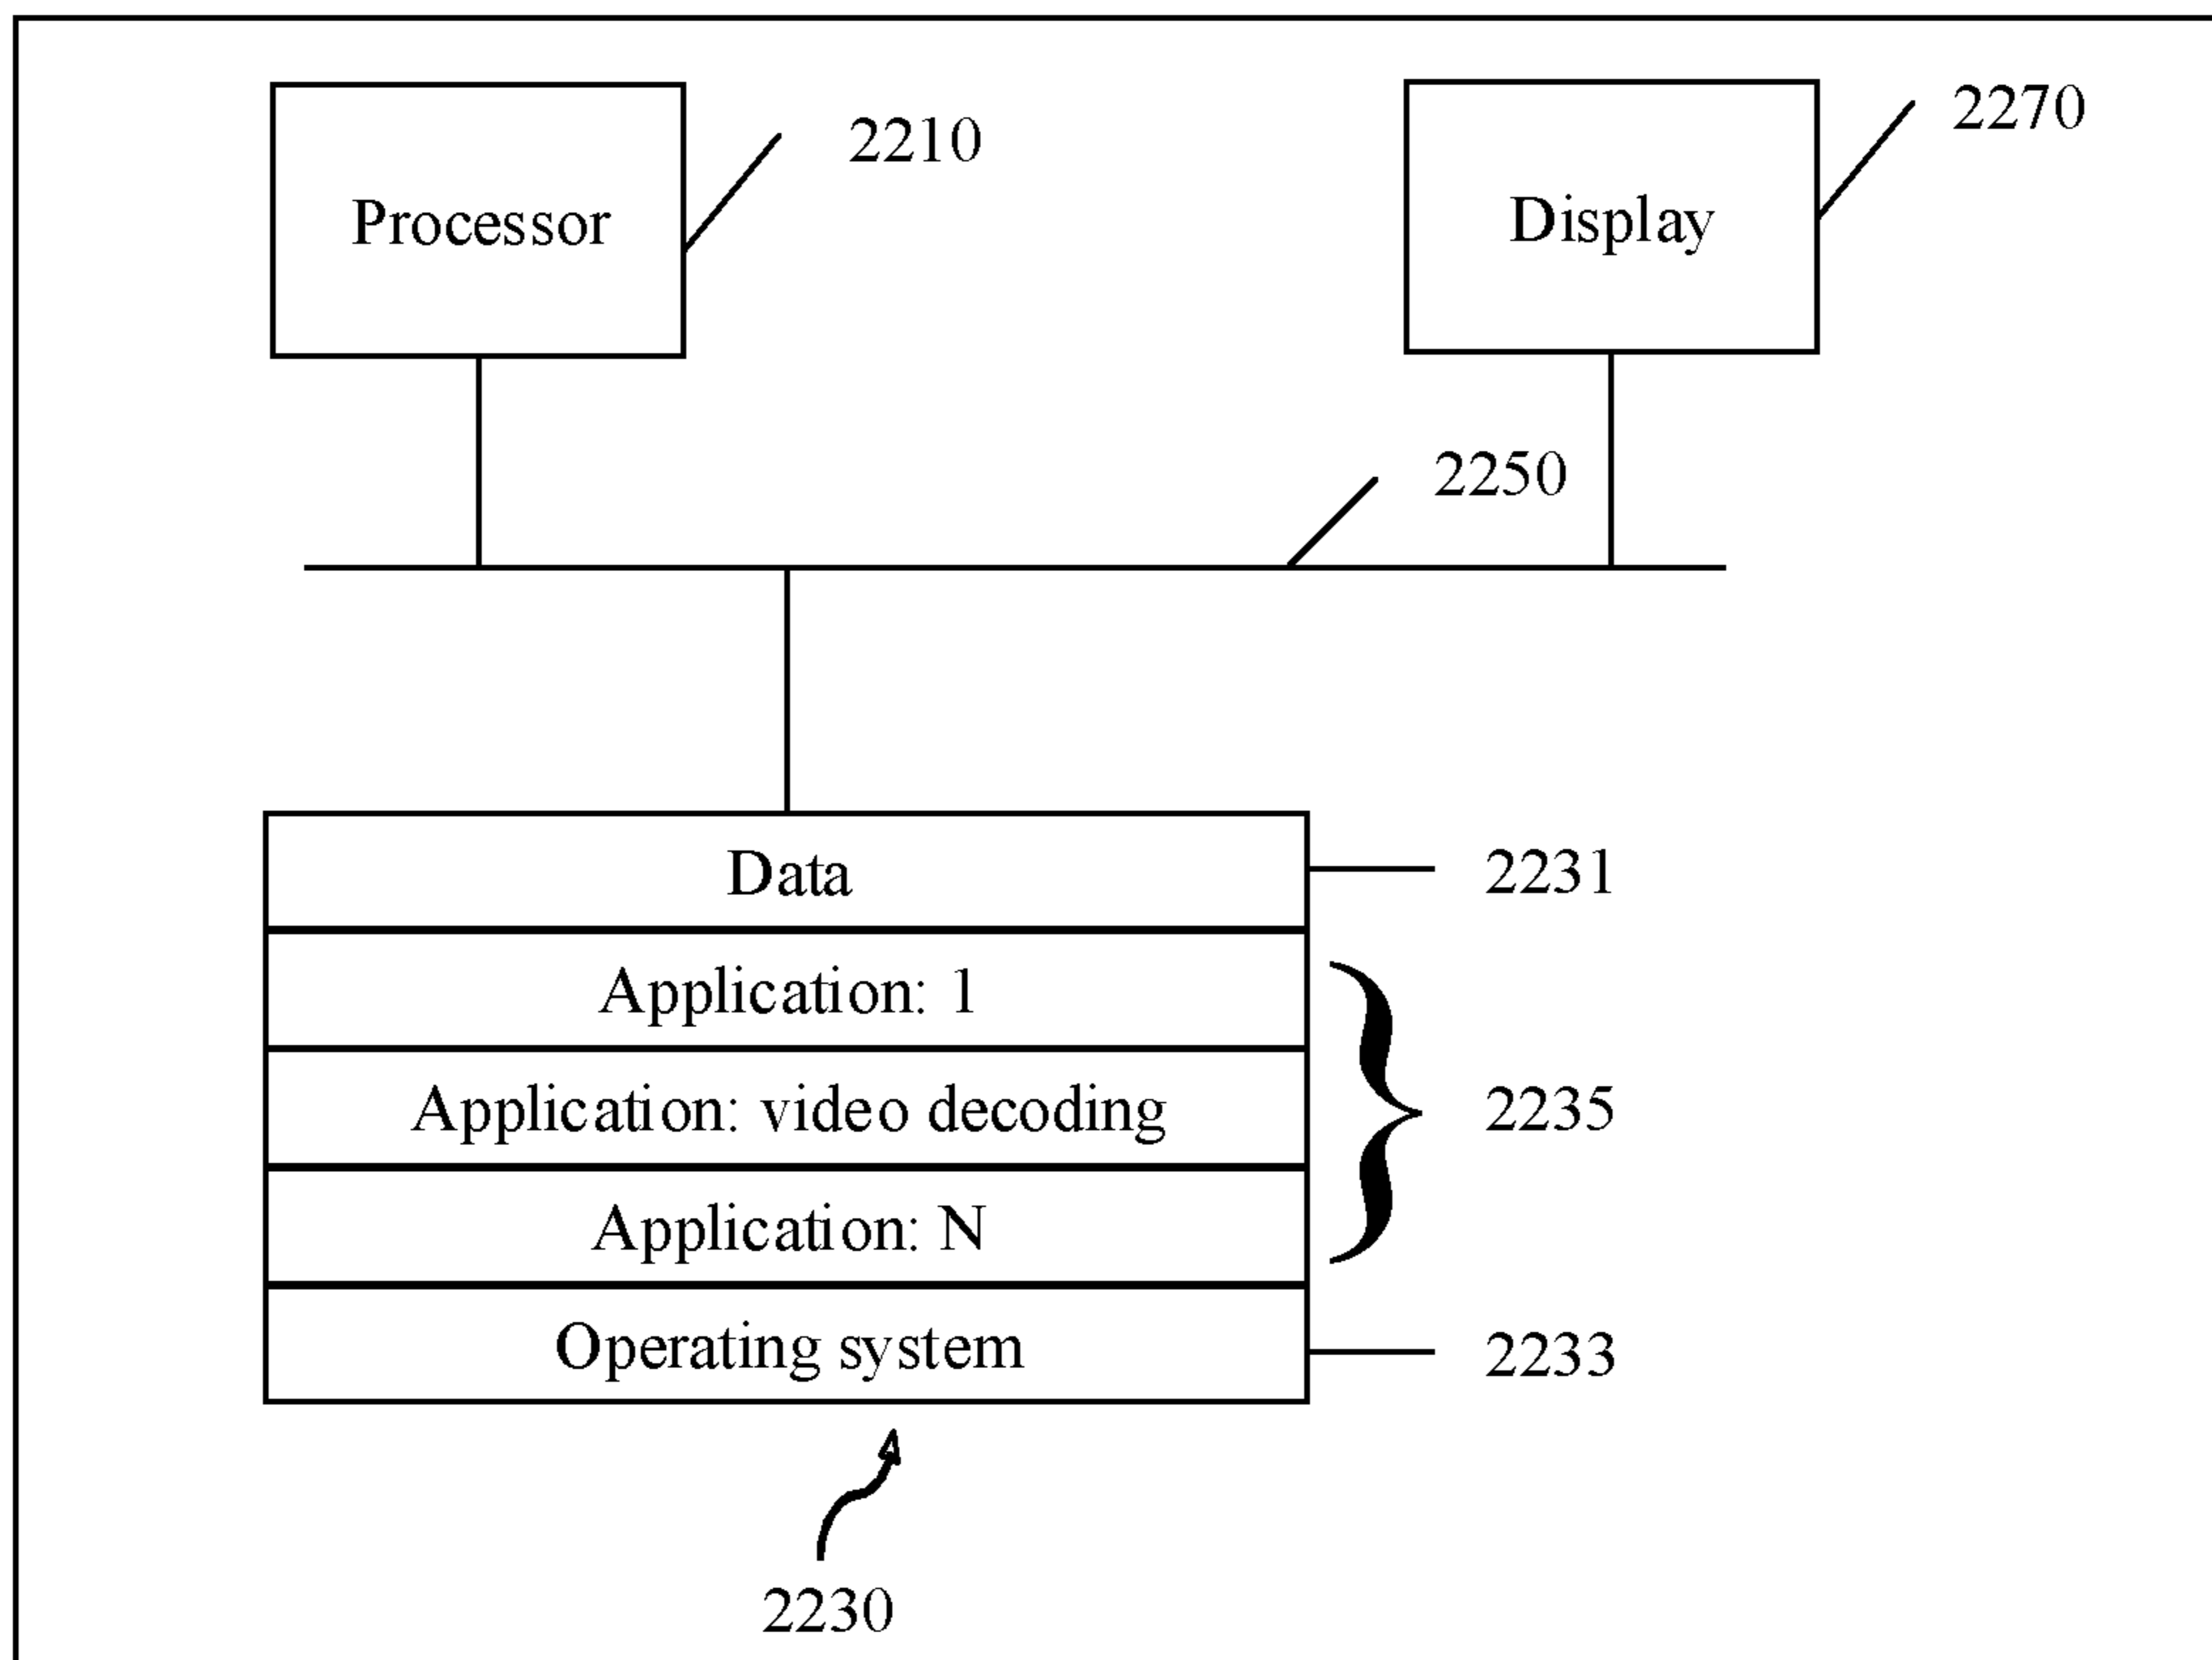 Processor
2210
Display
2270
2250
Data
2231
Application: 1
Application: video decoding
2235
Application: N
Operating system
2233
2230